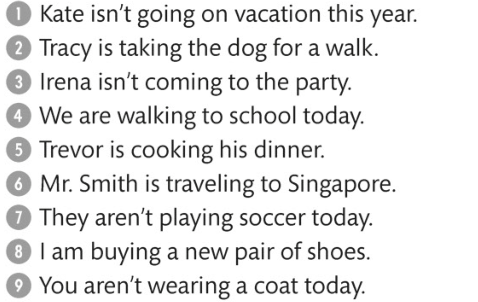 1 Kate isn't going on vacation this year.
2 Tracy is taking the dog for a walk.
3 Irena isn't coming to the party.
4 We are walking to school today.
5 Trevor is cooking his dinner.
6 Mr. Smith is traveling to Singapore.
7 They aren't playing soccer today.
8 I am buying a new pair of shoes.
9 You aren't wearing a coat today.